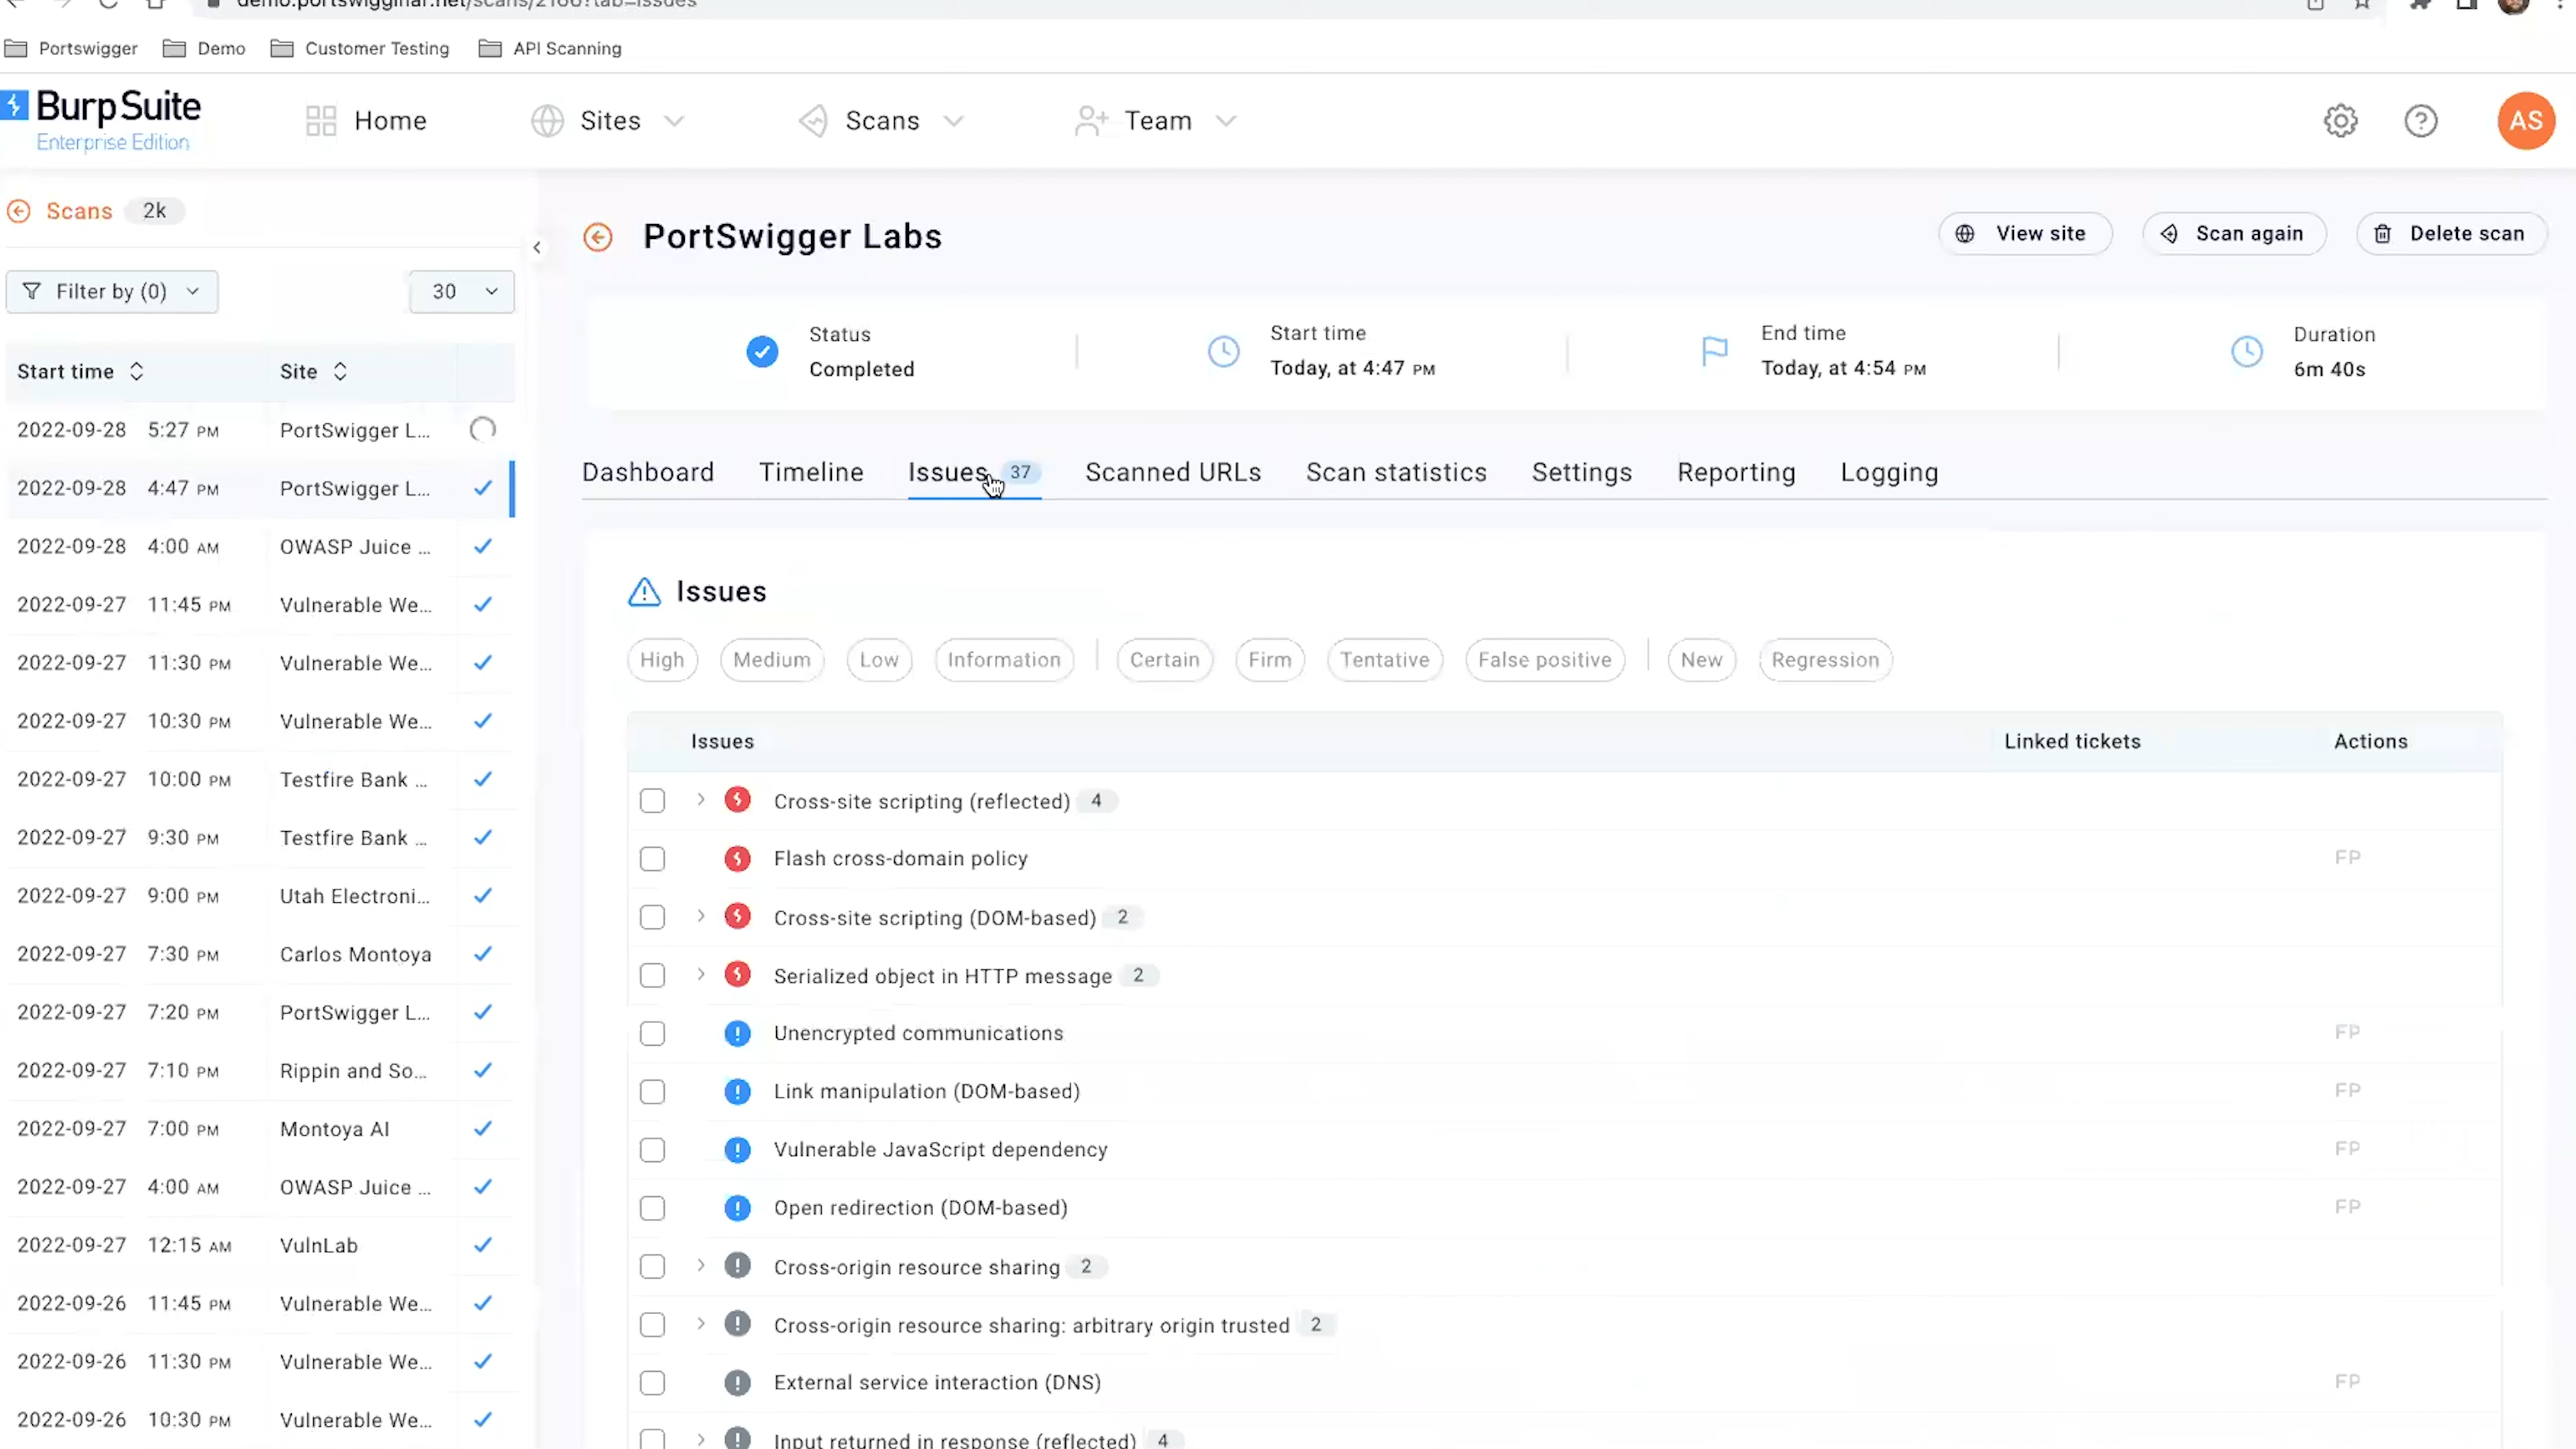 Portswigger Demo Customer Testing API Scanning
Burp Suite
Enterprise Edition
Home Sites Scans Team
AS
Scans 2k
Filter by (0) 30
Start time Site
2022-09-28 5:27 PM PortSwigger L...
2022-09-28 4:47 PM PortSwigger L...
2022-09-28 4:00 AM OWASP Juice ...
2022-09-27 11:45 PM Vulnerable We...
2022-09-27 11:30 PM Vulnerable We...
2022-09-27 10:30 PM Vulnerable We...
2022-09-27 10:00 PM Testfire Bank ...
2022-09-27 9:30 PM Testfire Bank ...
2022-09-27 9:00 PM Utah Electroni...
2022-09-27 7:30 PM Carlos Montoya
2022-09-27 7:20 PM PortSwigger L...
2022-09-27 7:10 PM Rippin and So...
2022-09-27 7:00 PM Montoya AI
2022-09-27 4:00 AM OWASP Juice ...
2022-09-27 12:15 AM VulnLab
2022-09-26 11:45 PM Vulnerable We...
2022-09-26 11:30 PM Vulnerable We...
2022-09-26 10:30 PM Vulnerable We...
PortSwigger Labs
View site Scan again Delete scan
Status Start time End time Duration
Completed Today, at 4:47 PM Today, at 4:54 PM 6m 40s
Dashboard Timeline Issues 37 Scanned URLs Scan statistics Settings Reporting Logging
Issues
High Medium Low Information Certain Firm Tentative False positive New Regression
Issues Linked tickets Actions
Cross-site scripting (reflected) 4
Flash cross-domain policy FP
Cross-site scripting (DOM-based) 2
Serialized object in HTTP message 2
Unencrypted communications FP
Link manipulation (DOM-based) FP
Vulnerable JavaScript dependency FP
Open redirection (DOM-based) FP
Cross-origin resource sharing 2
Cross-origin resource sharing: arbitrary origin trusted 2
External service interaction (DNS) FP
Input returned in response (reflected) 4